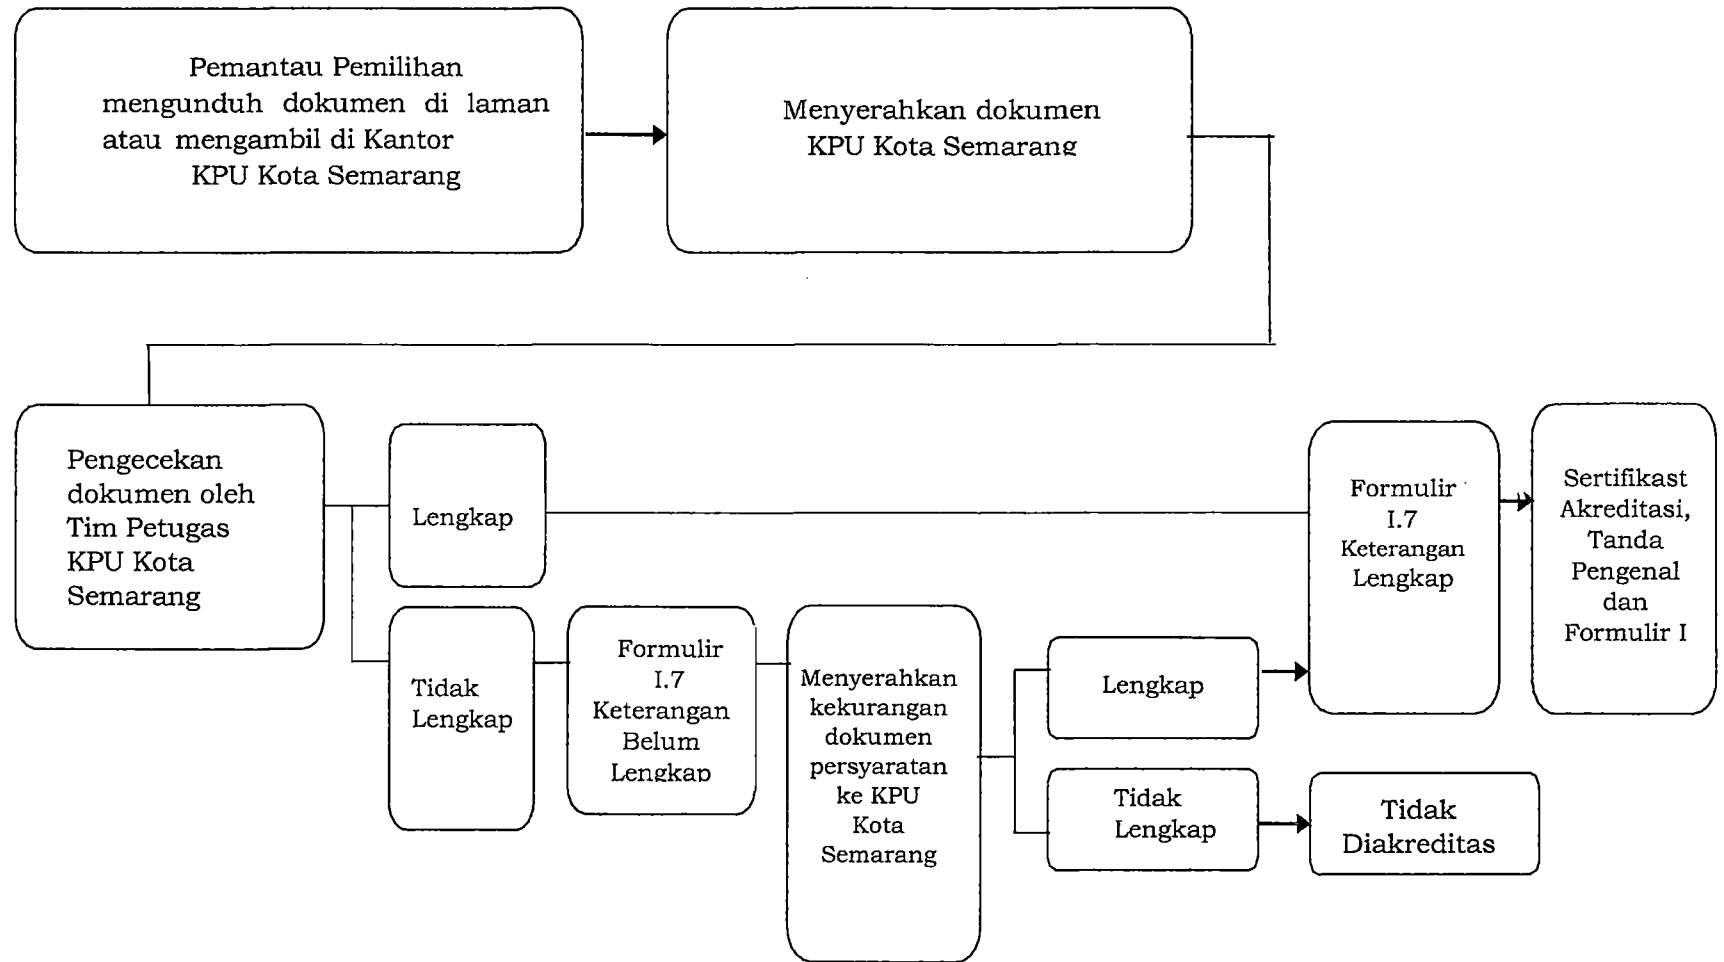 Pemantau Pemilihan
mengunduh dokumen di laman
atau mengambil di Kantor
KPU Kota Semarang
Menyerahkan dokumen
KPU Kota Semarang
Pengecekan
dokumen oleh
Tim Petugas
KPU Kota
Semarang
Lengkap
Tidak
Lengkap
Formulir
I.7
Keterangan
Belum
Lengkap
Menyerahkan
kekurangan
dokumen
persyaratan
ke KPU
Kota
Semarang
Lengkap
Tidak
Lengkap
Formulir
I.7
Keterangan
Lengkap
Sertifikast
Akreditasi,
Tanda
Pengenal
dan
Formulir I
Tidak
Diakreditas